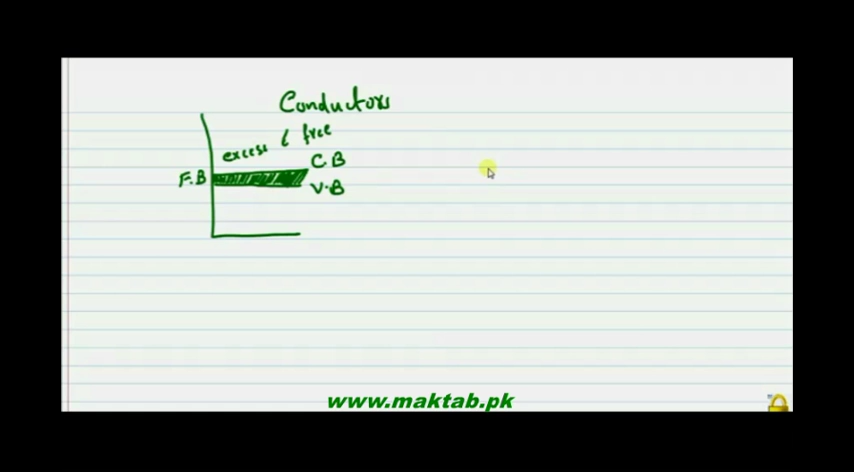 Conductors
excess é free
C.B
F.B
V.B
www.maktab.pk